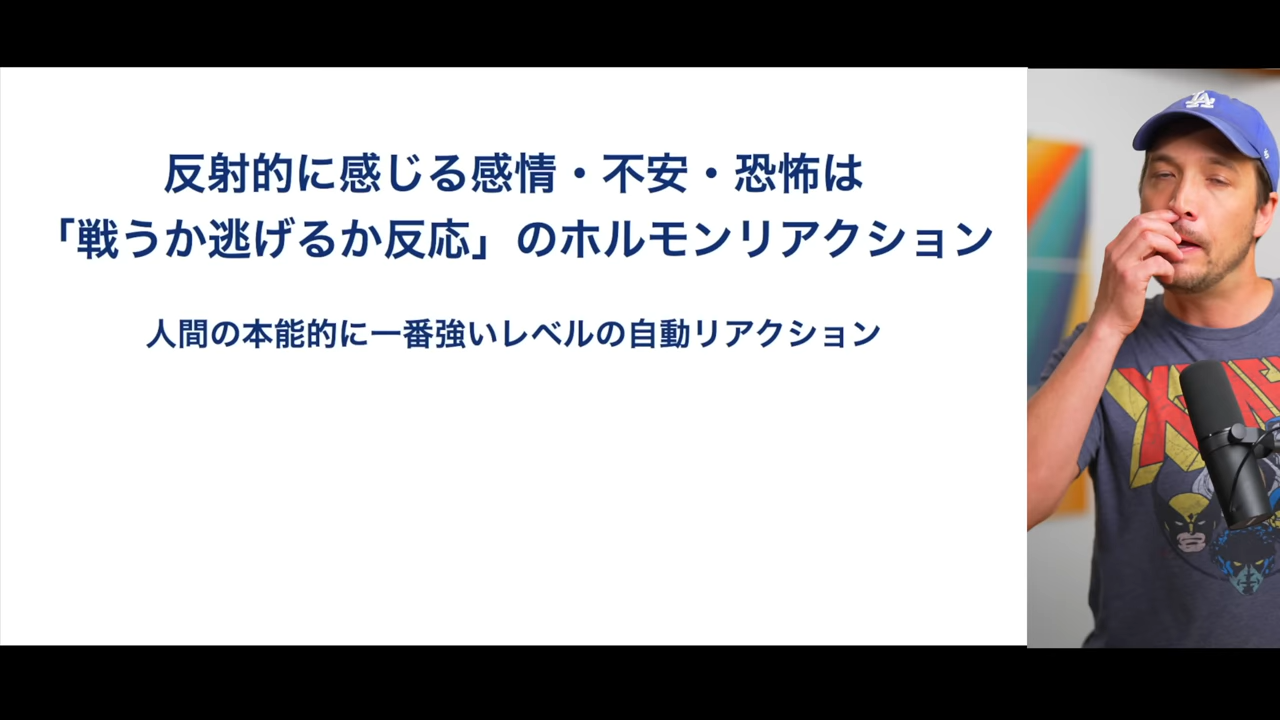 反射的に感じる感情・不安・恐怖は
「戦うか逃げるか反応」のホルモンリアクション
人間の本能的に一番強いレベルの自動リアクション
LA
X-MEN